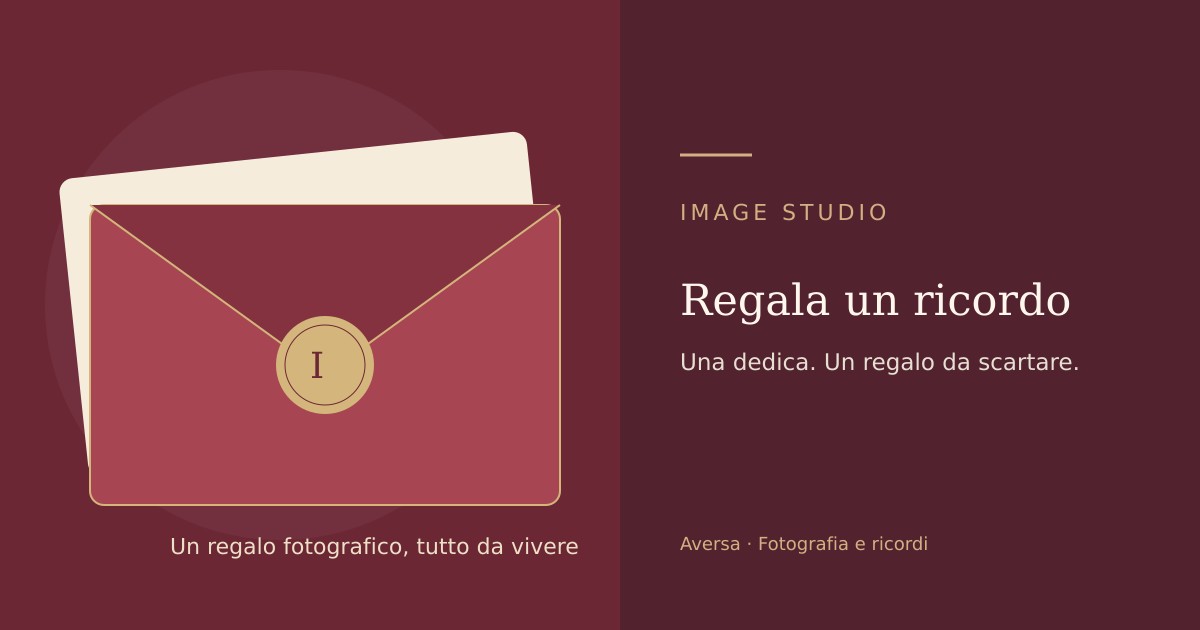 I
Un regalo fotografico, tutto da vivere
IMAGE STUDIO
Regala un ricordo
Una dedica. Un regalo da scartare.
Aversa · Fotografia e ricordi